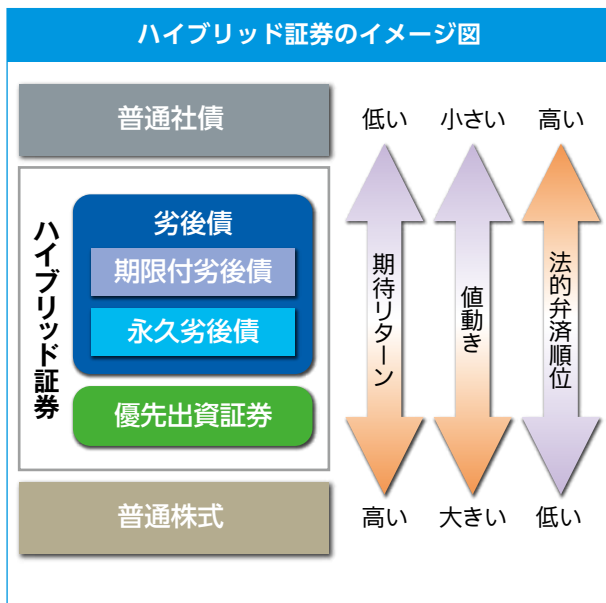 ハイブリッド証券のイメージ図
普通社債
ハイブリッド証券
劣後債
期限付劣後債
永久劣後債
優先出資証券
普通株式
低い 小さい 高い
期待リターン
値動き
法的弁済順位
高い 大きい 低い